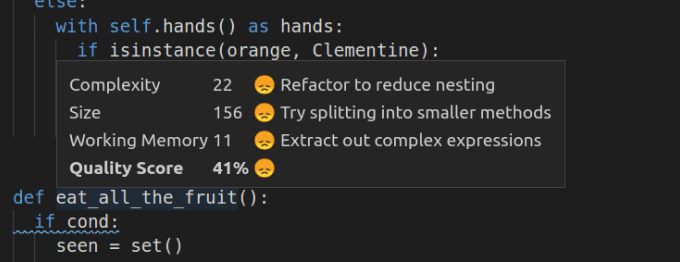 else:
with self.hands() as hands:
if isinstance(orange, Clementine):
Complexity 22 😞 Refactor to reduce nesting
Size 156 😞 Try splitting into smaller methods
Working Memory 11 😞 Extract out complex expressions
Quality Score 41% 😞
def eat_all_the_fruit():
if cond:
seen = set()